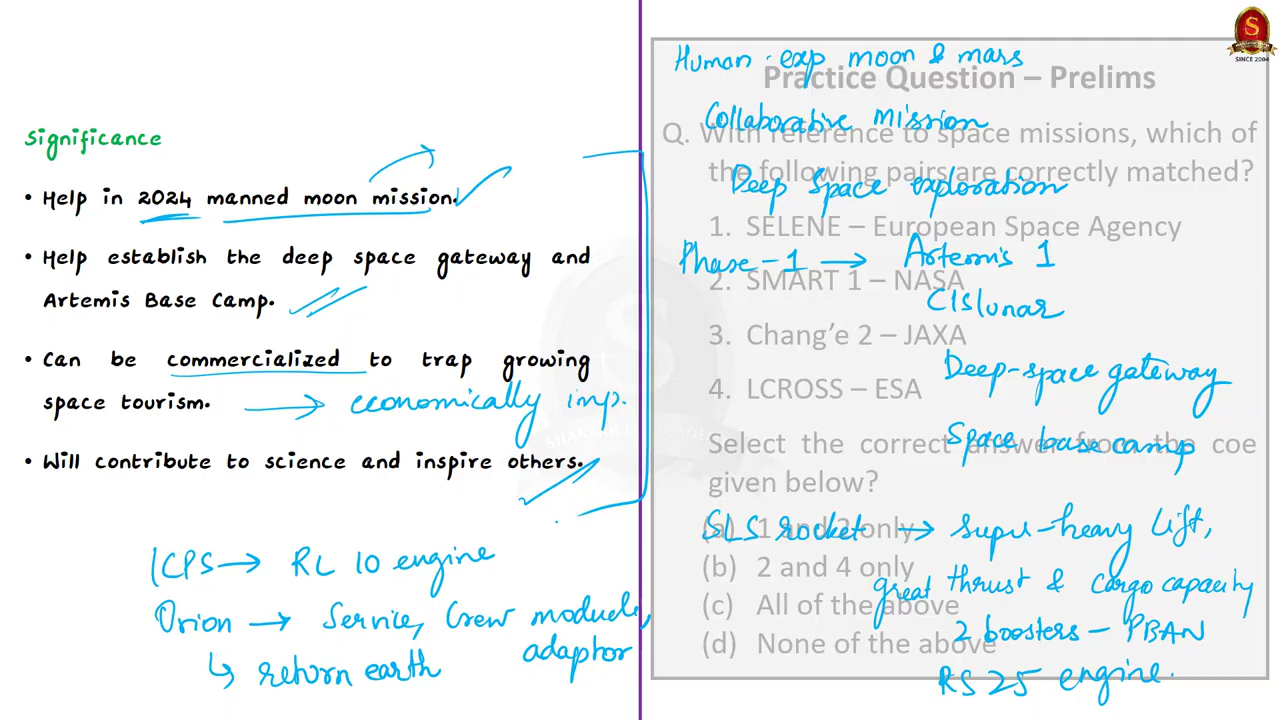 Significance
• Help in 2024 manned moon mission.
• Help establish the deep space gateway and
Artemis Base Camp.
• Can be commercialized to trap growing
space tourism. → economically imp.
• Will contribute to science and inspire others.
ICPS → RL 10 engine
Orion → Service, Crew module,
adaptor
↳ return earth
S
SINCE 2004
Human exp moon & mars
Practice Question – Prelims
Collaborative mission
Q. With reference to space missions, which of
the following pairs are correctly matched?
Deep space exploration
1. SELENE – European Space Agency
Phase-1 → Artemis 1
2. SMART 1 – NASA
Cislunar
3. Chang’e 2 – JAXA
Deep-space gateway
4. LCROSS – ESA
Space base camp
Select the correct answer from the coe
given below?
SLS rocket → super-heavy lift,
(a) 1 and 2 only
(b) 2 and 4 only
great thrust & cargo capacity
(c) All of the above
2 boosters – PBAN
(d) None of the above
RS 25 engine.